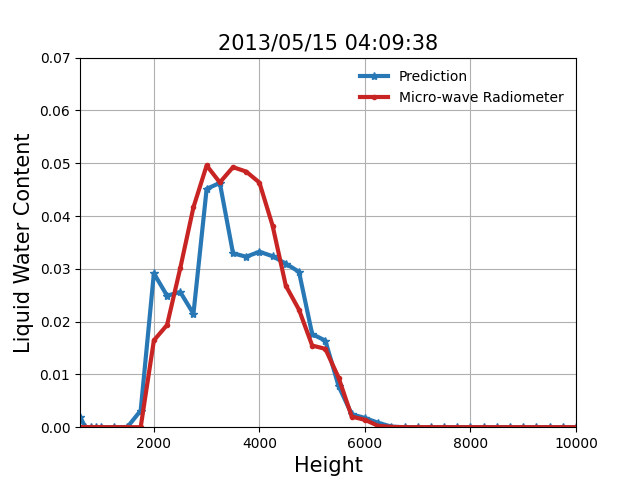 2013/05/15 04:09:38
0.07
0.06
0.05
0.04
0.03
0.02
0.01
0.00
Liquid Water Content
Prediction
Micro-wave Radiometer
2000 4000 6000 8000 10000
Height